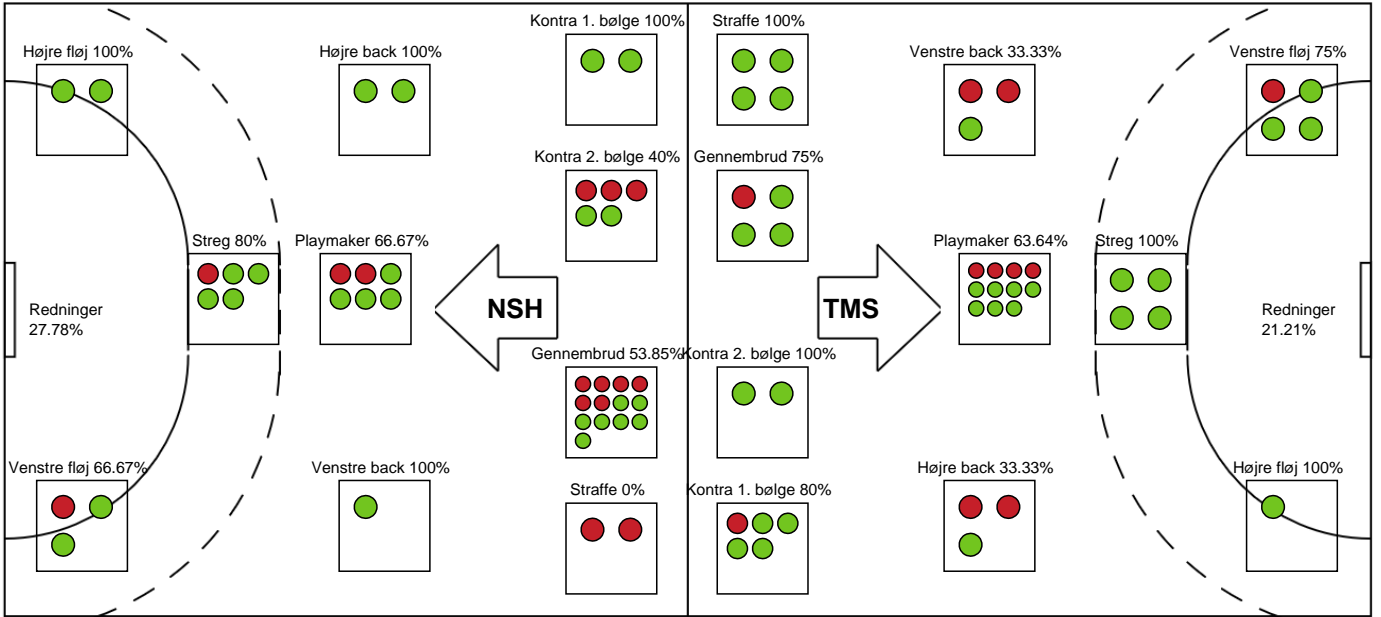 Kontra 1. bølge 100%
Straffe 100%
Højre fløj 100%
Højre back 100%
Venstre back 33.33%
Venstre fløj 75%
Kontra 2. bølge 40%
Gennembrud 75%
Streg 80%
Playmaker 66.67%
Playmaker 63.64%
Streg 100%
Redninger
27.78%
NSH
TMS
Redninger
21.21%
Gennembrud 53.85%
Kontra 2. bølge 100%
Venstre fløj 66.67%
Venstre back 100%
Straffe 0%
Kontra 1. bølge 80%
Højre back 33.33%
Højre fløj 100%